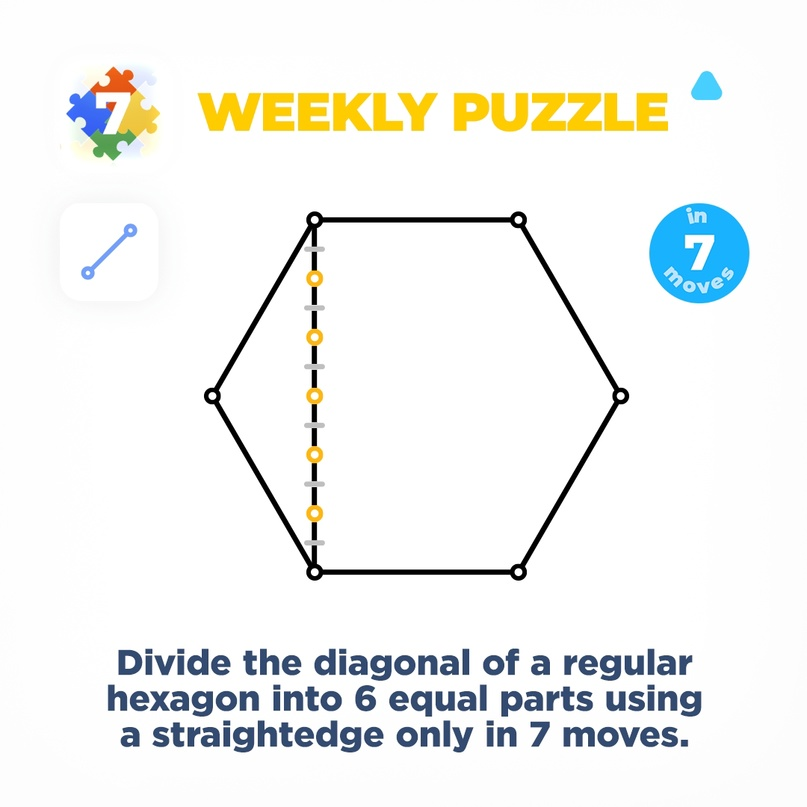 7
WEEKLY PUZZLE
in
7
moves
Divide the diagonal of a regular
hexagon into 6 equal parts using
a straightedge only in 7 moves.